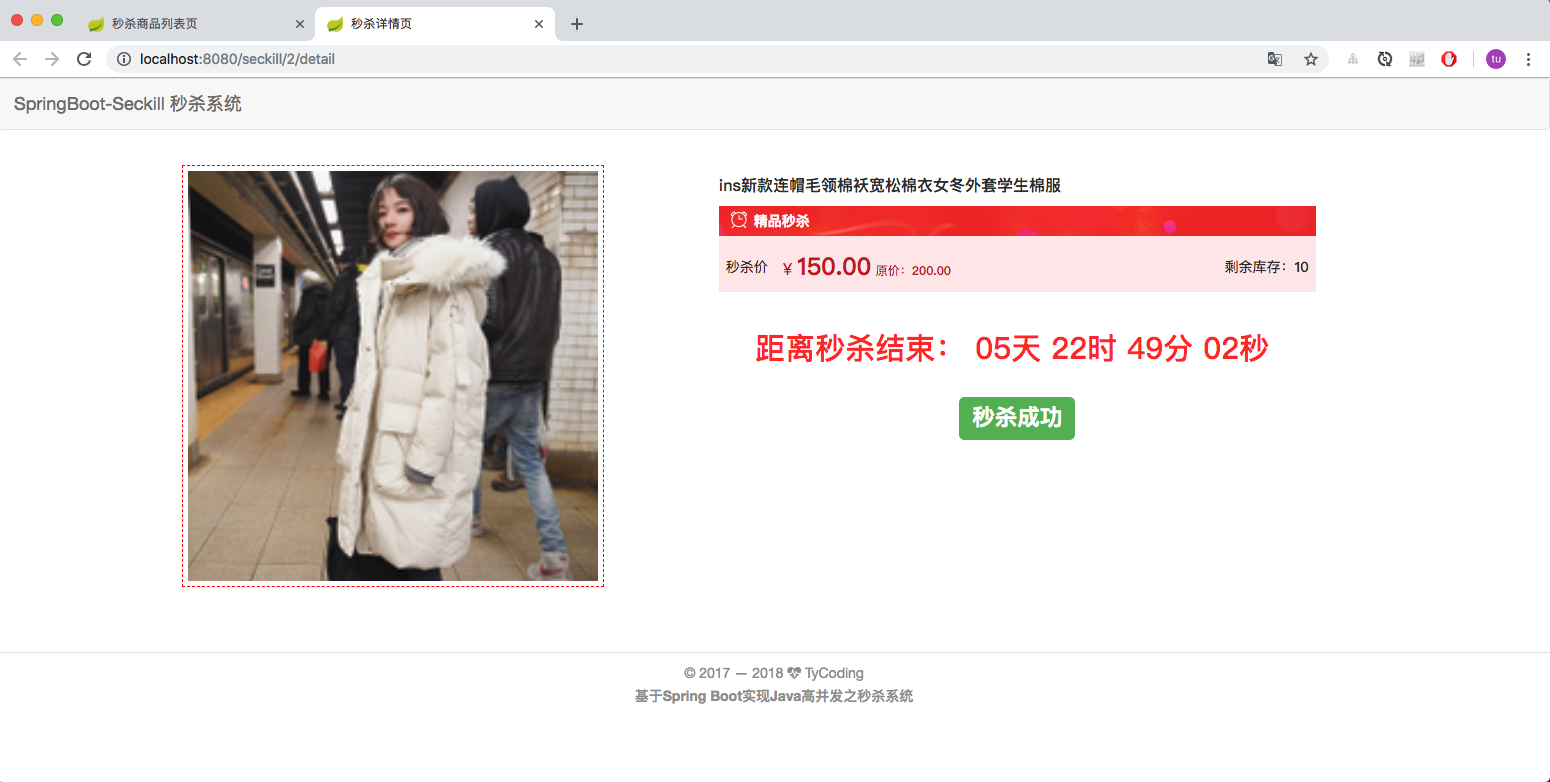 秒杀商品列表页
秒杀详情页
localhost:8080/seckill/2/detail
tu
SpringBoot-Seckill 秒杀系统
ins新款连帽毛领棉袄宽松棉衣女冬外套学生棉服
精品秒杀
秒杀价 ¥ 150.00 原价：200.00 剩余库存：10
距离秒杀结束： 05天 22时 49分 02秒
秒杀成功
© 2017 — 2018 TyCoding
基于Spring Boot实现Java高并发之秒杀系统